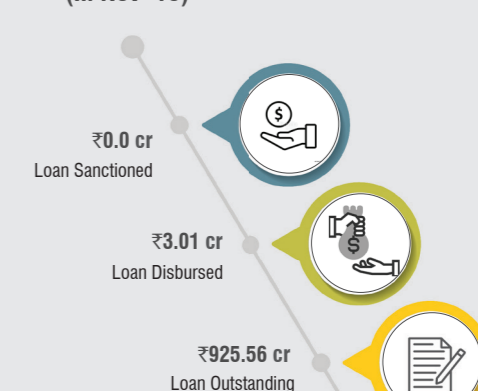 ₹0.0 cr
Loan Sanctioned
₹3.01 cr
Loan Disbursed
₹925.56 cr
Loan Outstanding